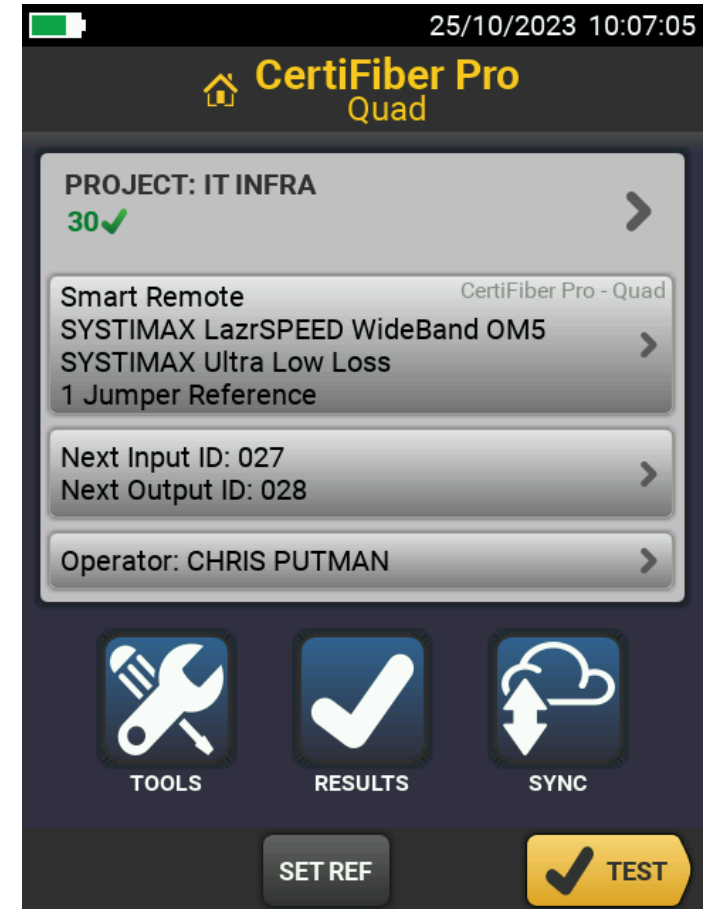 25/10/2023 10:07:05
CertiFiber Pro
Quad
PROJECT: IT INFRA
30
Smart Remote
CertiFiber Pro - Quad
SYSTIMAX LazrSPEED WideBand OM5
SYSTIMAX Ultra Low Loss
1 Jumper Reference
Next Input ID: 027
Next Output ID: 028
Operator: CHRIS PUTMAN
TOOLS
RESULTS
SYNC
SET REF
TEST